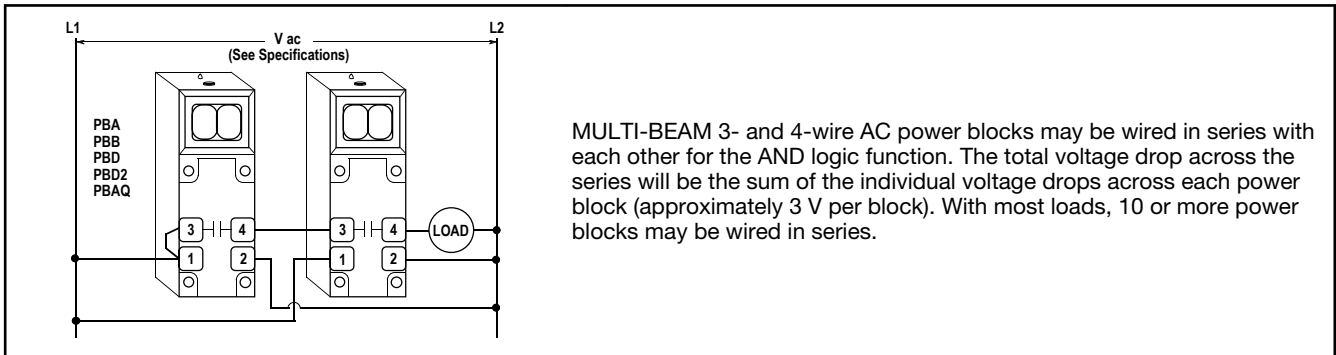 L1
L2
V ac
(See Specifications)
PBA
PBB
PBD
PBD2
PBAQ
3 4
1 2
3 4
1 2
LOAD
MULTI-BEAM 3- and 4-wire AC power blocks may be wired in series with
each other for the AND logic function. The total voltage drop across the
series will be the sum of the individual voltage drops across each power
block (approximately 3 V per block). With most loads, 10 or more power
blocks may be wired in series.